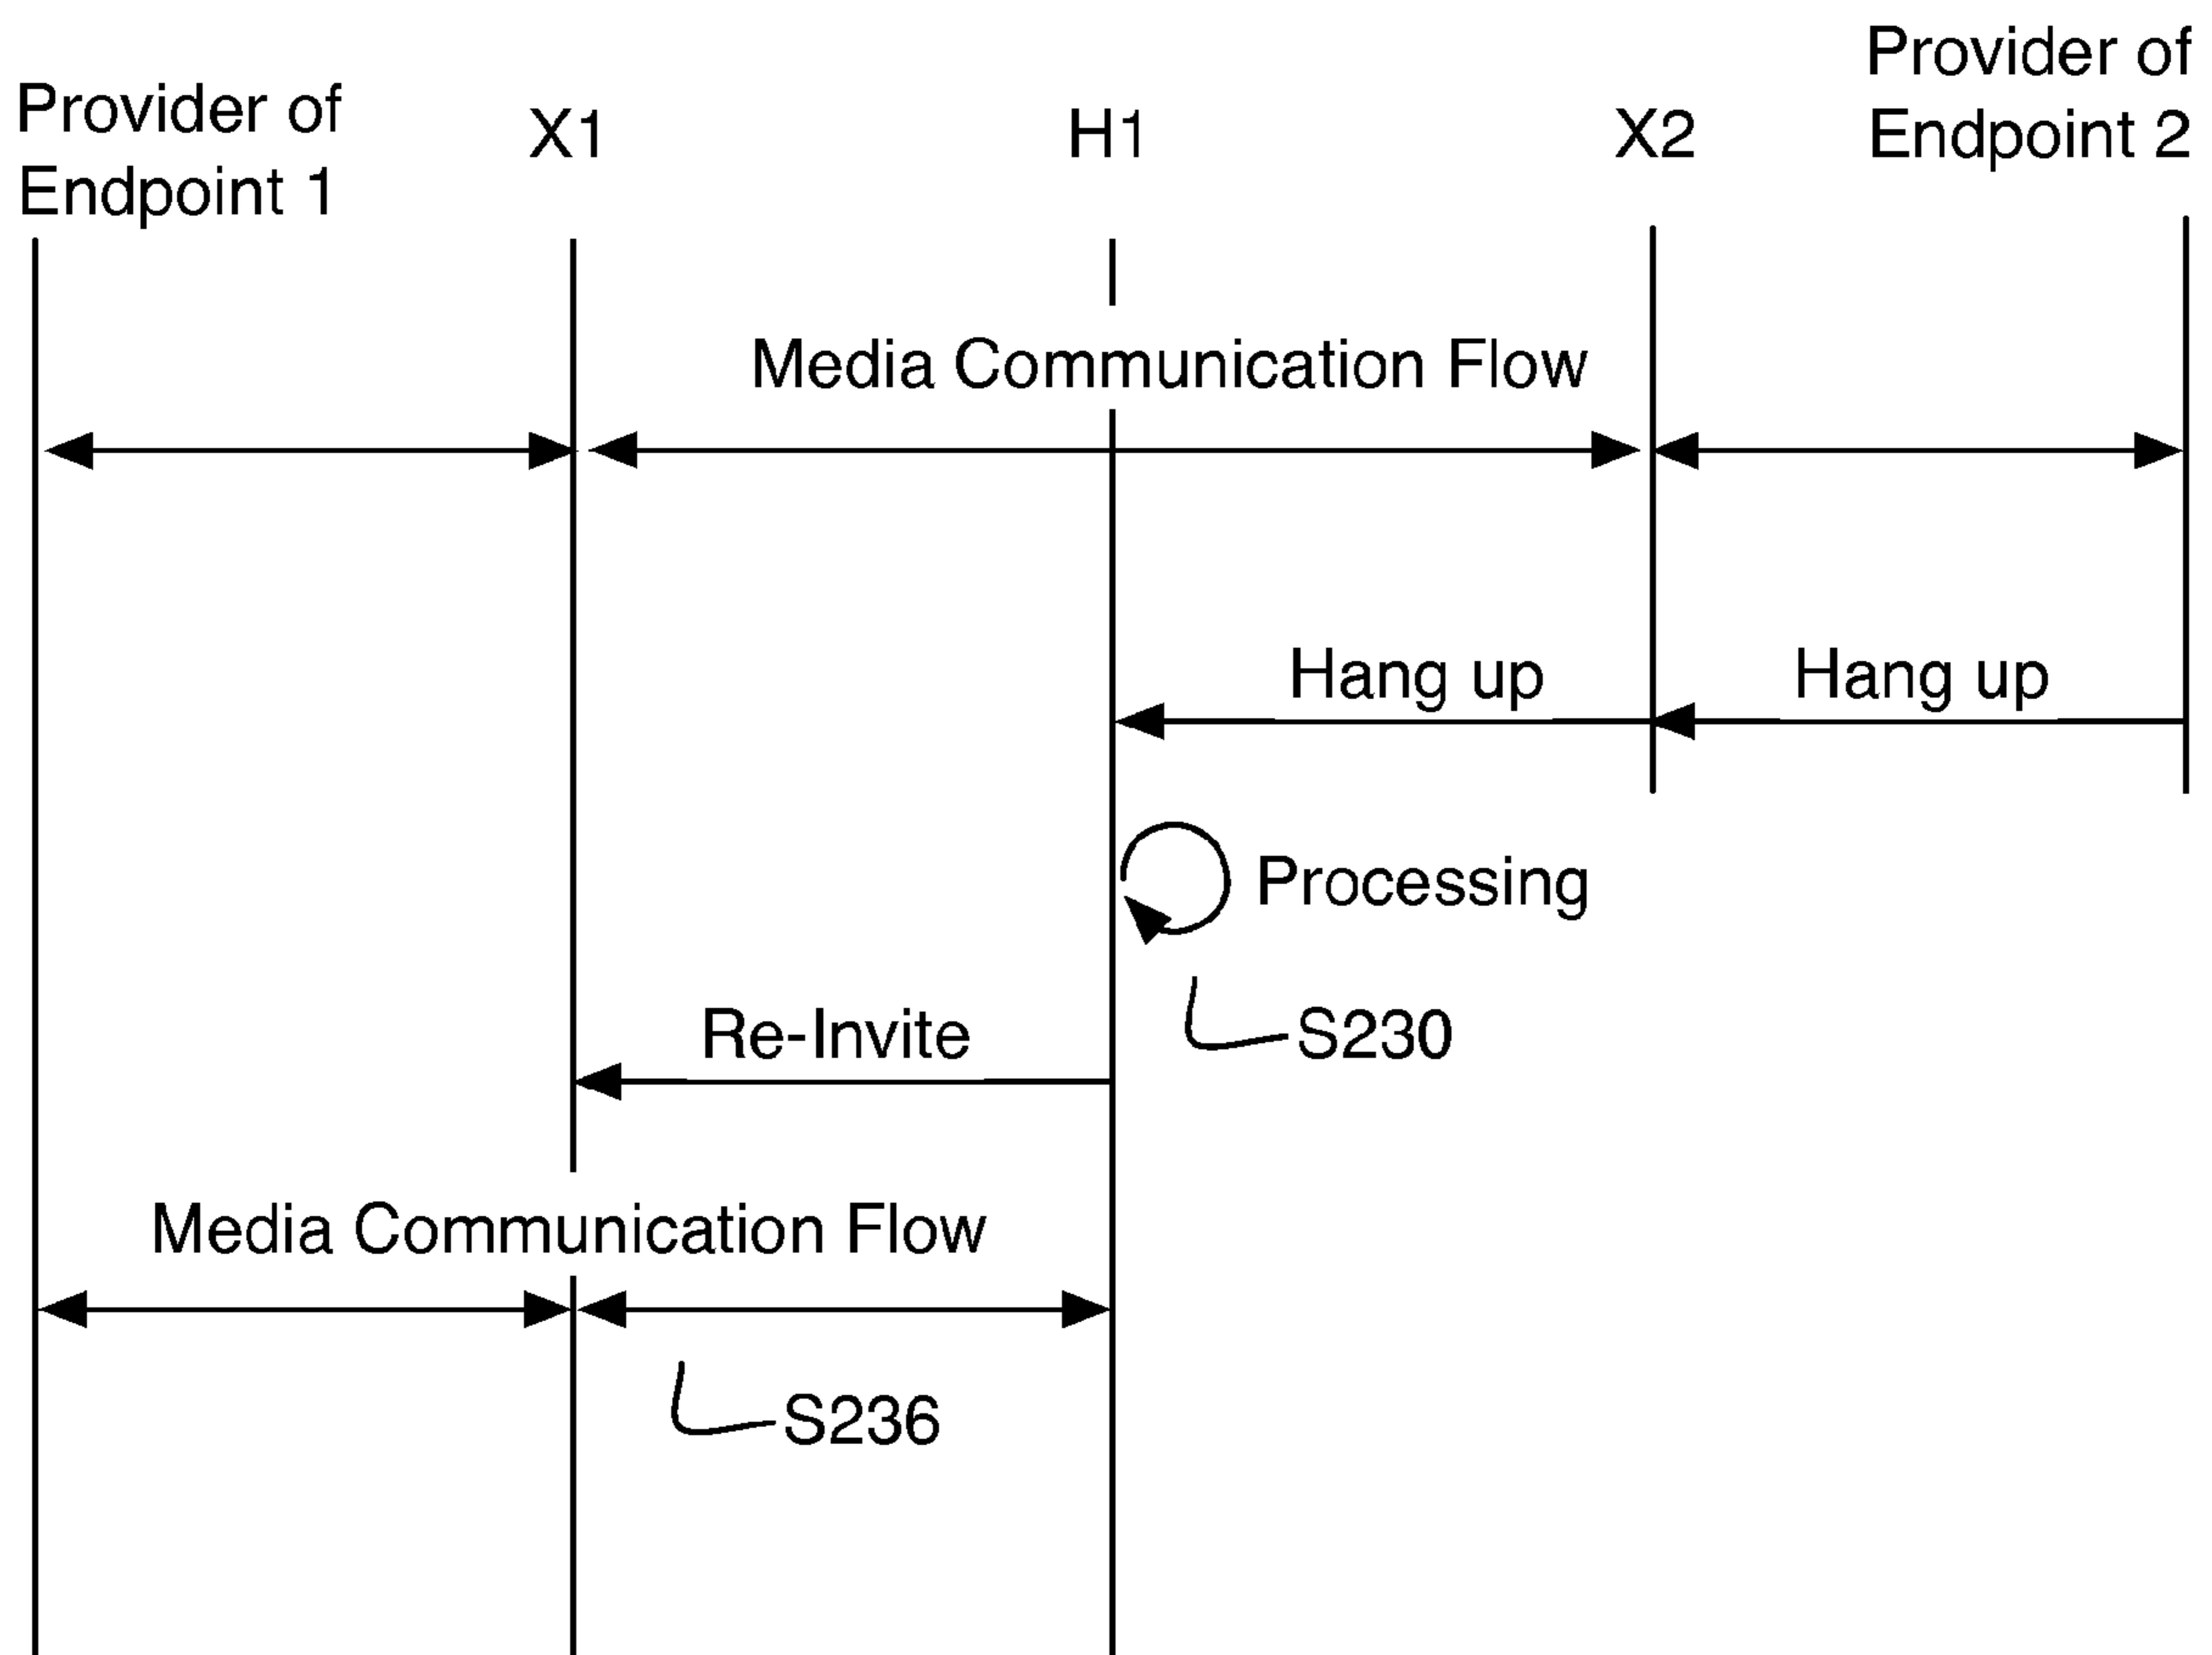 Provider of
Endpoint 1
X1
H1
X2
Provider of
Endpoint 2
Media Communication Flow
Hang up
Hang up
Processing
S230
Re-Invite
Media Communication Flow
S236